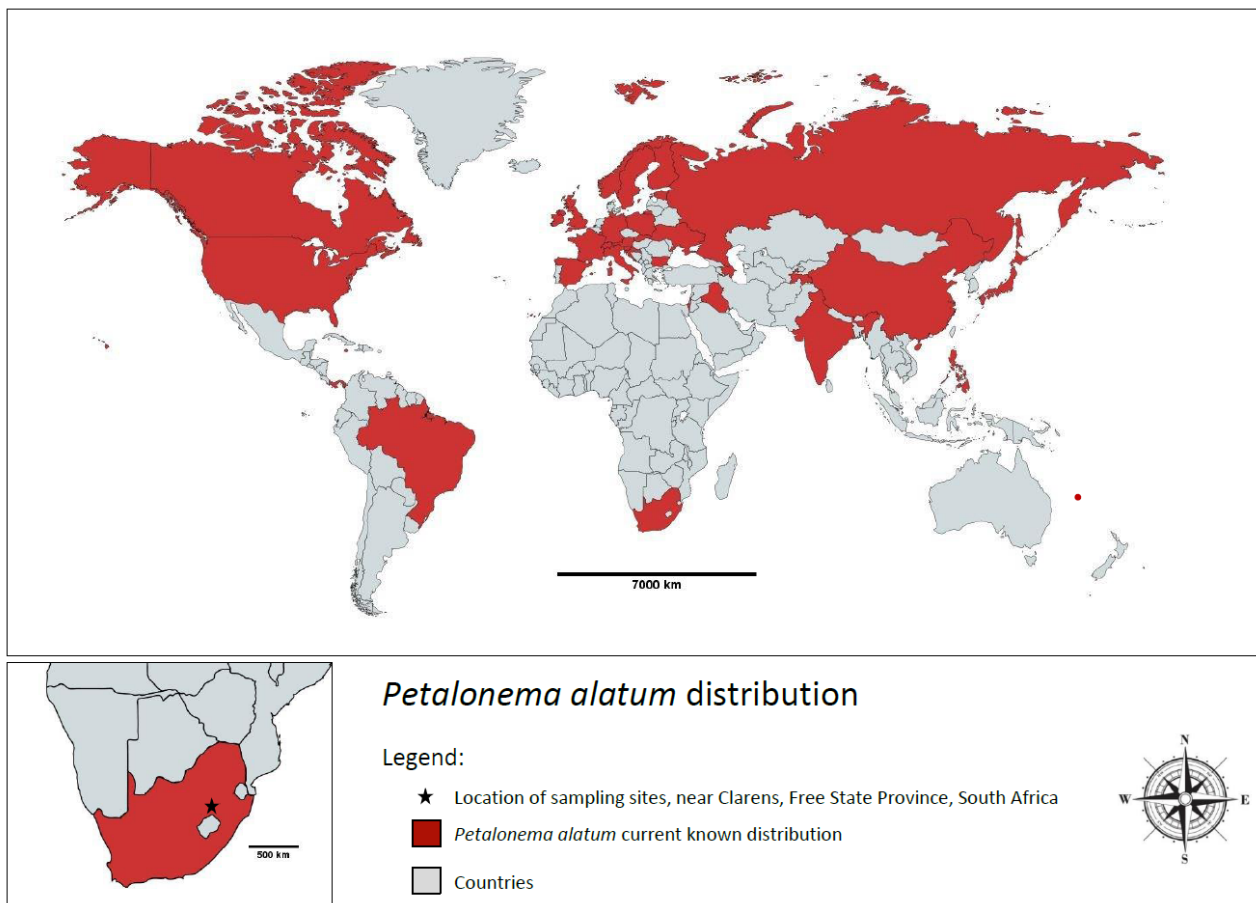 7000 km
500 km
Petalonema alatum distribution
Legend:
Location of sampling sites, near Clarens, Free State Province, South Africa
Petalonema alatum current known distribution
Countries
N
W
E
S